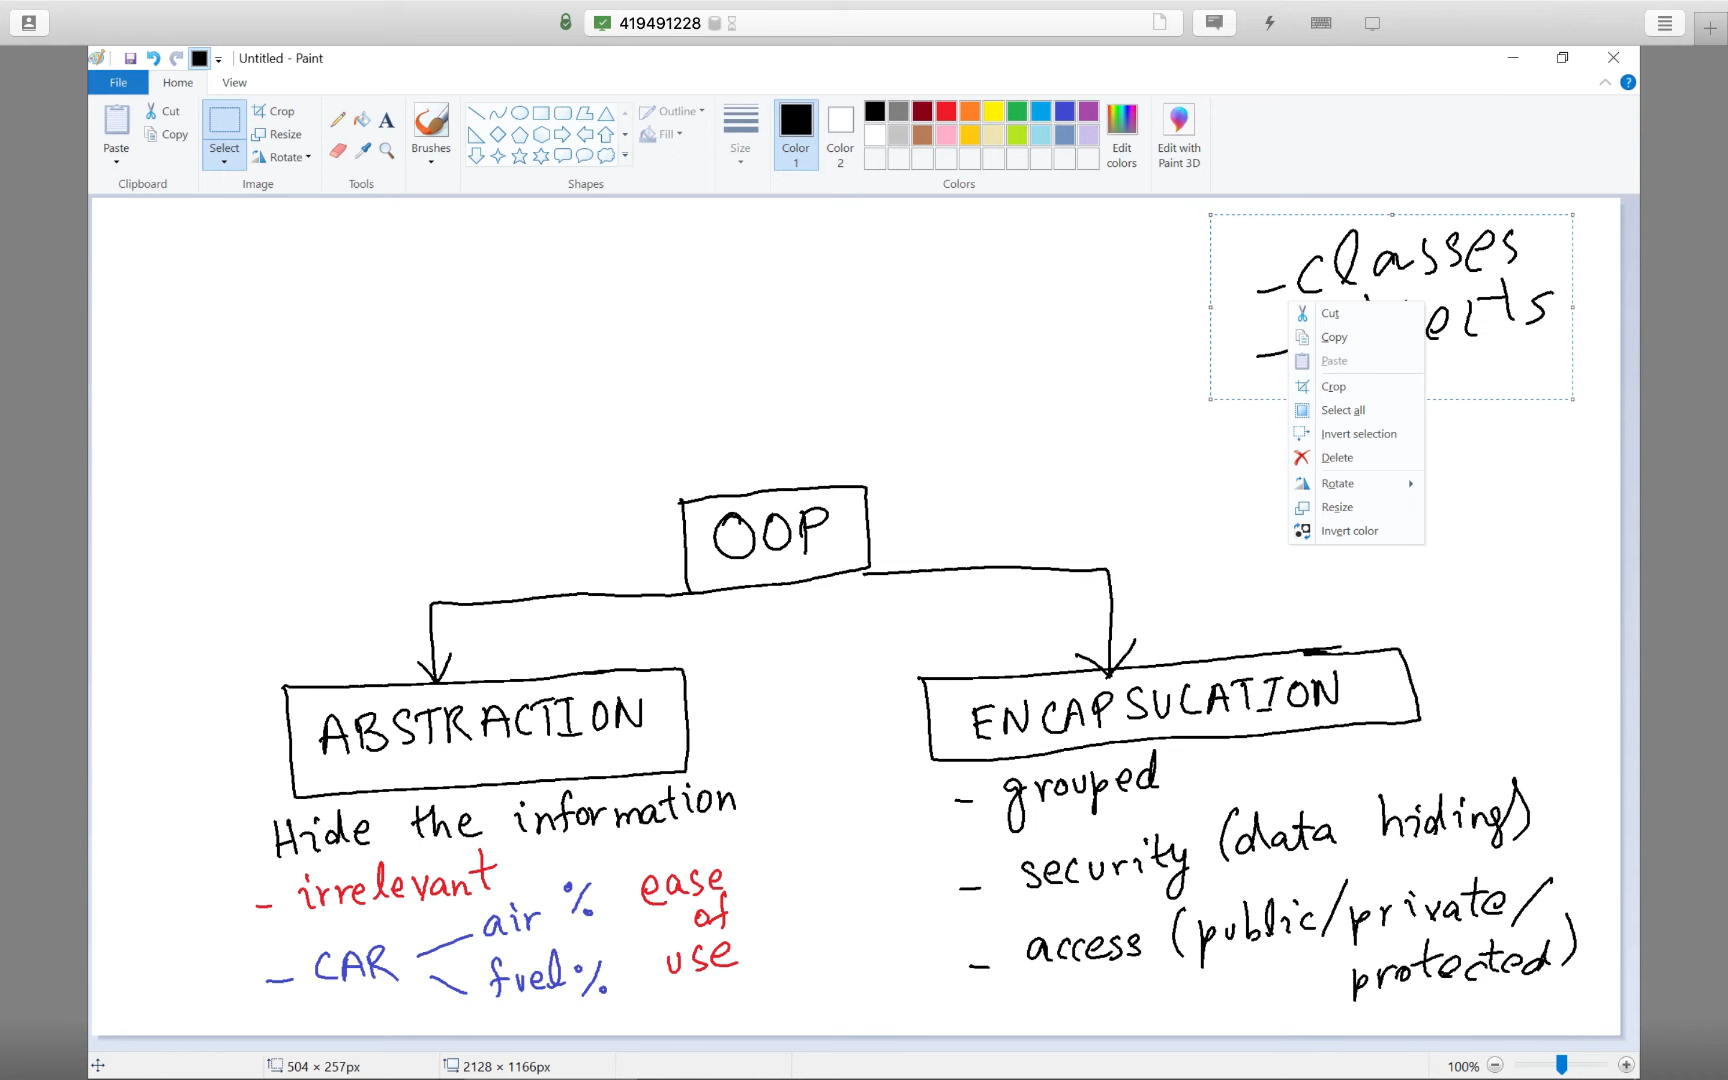 419491228
Untitled - Paint
File
Home
View
Paste
Cut
Copy
Clipboard
Select
Crop
Resize
Rotate
Image
Tools
Brushes
Shapes
Outline
Fill
Size
Color 1
Color 2
Edit colors
Colors
Edit with Paint 3D
- classes
-
Cut
Copy
Paste
Crop
Select all
Invert selection
Delete
Rotate
Resize
Invert color
OOP
ABSTRACTION
Hide the information
- irrelevant
ease of use
- CAR
air %
fuel %
ENCAPSULATION
- grouped
- security (data hiding)
- access (public/private/
protected)
504 × 257px
2128 × 1166px
100%